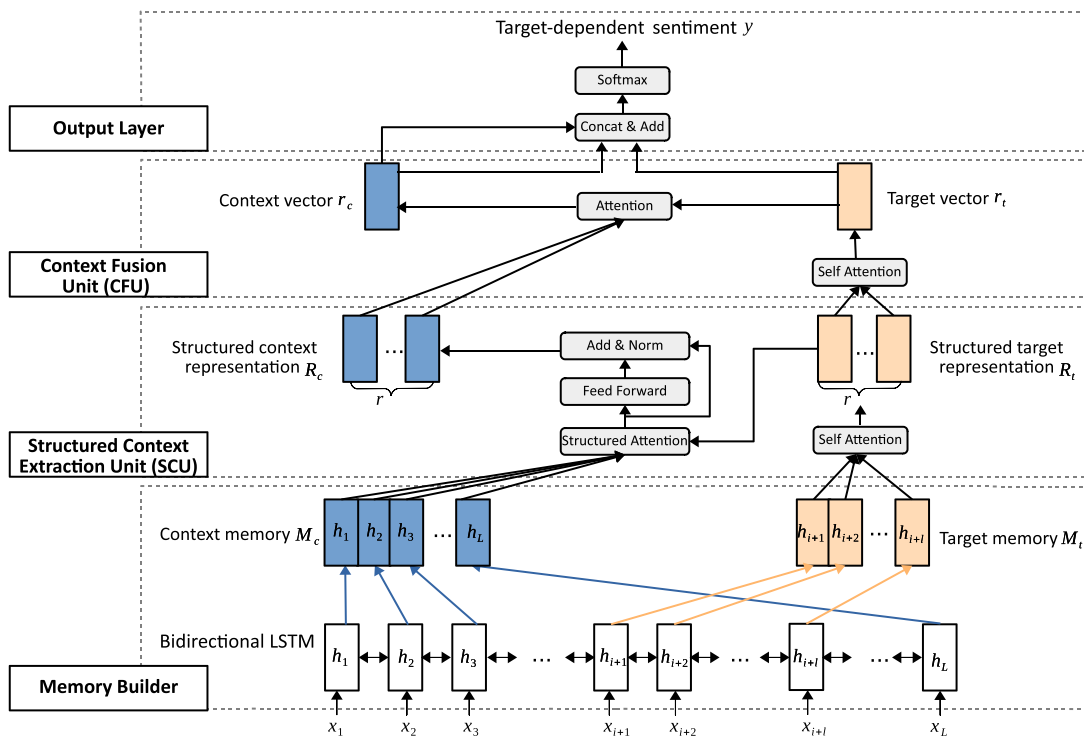 Target-dependent sentiment y
Softmax
Output Layer
Concat & Add
Context vector r_c
Attention
Target vector r_t
Context Fusion
Unit (CFU)
Self Attention
Structured context
representation R_c
...
Add & Norm
...
Structured target
representation R_t
r
Feed Forward
r
Structured Context
Extraction Unit (SCU)
Structured Attention
Self Attention
Context memory M_c
h_1 h_2 h_3 ... h_L
h_{i+1} h_{i+2} ... h_{i+l}
Target memory M_t
Bidirectional LSTM
h_1 h_2 h_3 ... h_{i+1} h_{i+2} ... h_{i+l} ... h_L
Memory Builder
x_1 x_2 x_3 x_{i+1} x_{i+2} x_{i+l} x_L